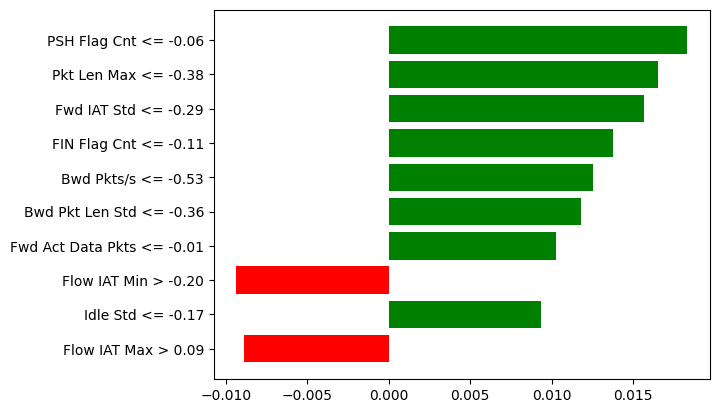 PSH Flag Cnt <= -0.06
Pkt Len Max <= -0.38
Fwd IAT Std <= -0.29
FIN Flag Cnt <= -0.11
Bwd Pkts/s <= -0.53
Bwd Pkt Len Std <= -0.36
Fwd Act Data Pkts <= -0.01
Flow IAT Min > -0.20
Idle Std <= -0.17
Flow IAT Max > 0.09
−0.010 −0.005 0.000 0.005 0.010 0.015